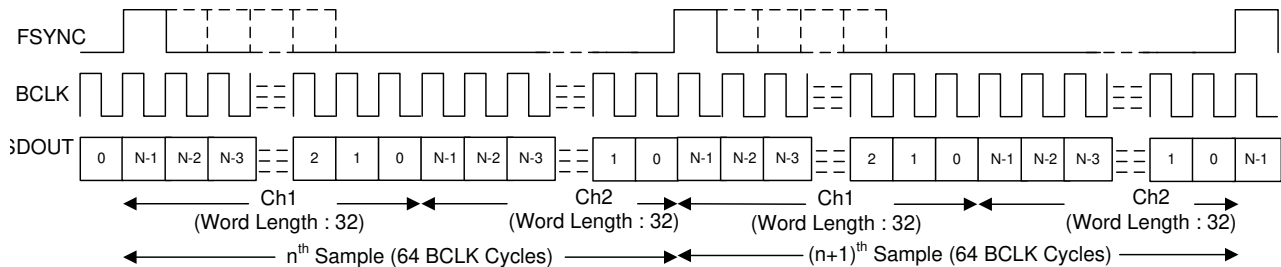 FSYNC
BCLK
SDOUT
0 N-1 N-2 N-3 2 1 0 N-1 N-2 N-3 1 0 N-1 N-2 N-3 2 1 0 N-1 N-2 N-3 1 0 N-1
Ch1 Ch2 Ch1 Ch2
(Word Length : 32) (Word Length : 32) (Word Length : 32) (Word Length : 32)
nth Sample (64 BCLK Cycles) (n+1)th Sample (64 BCLK Cycles)